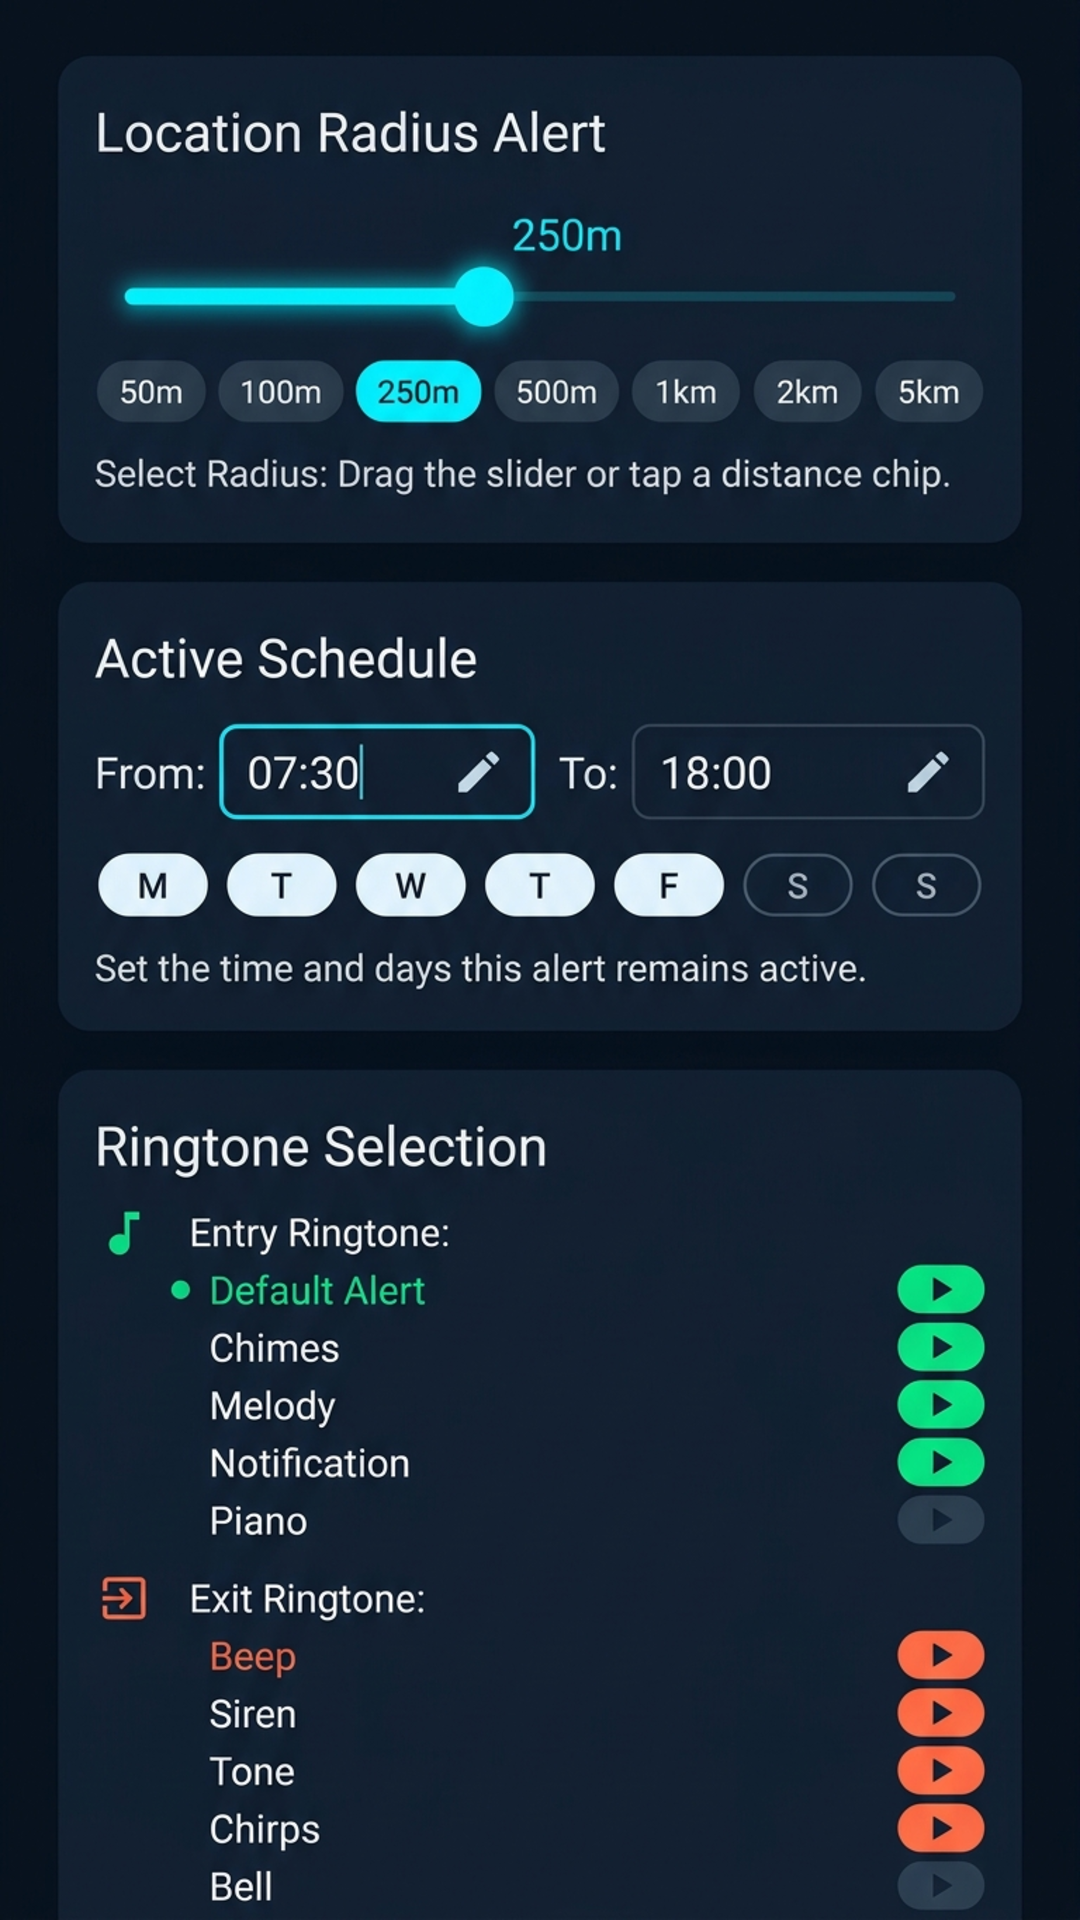 Location Radius Alert
250m
50m 100m 250m 500m 1km 2km 5km
Select Radius: Drag the slider or tap a distance chip.
Active Schedule
From: 07:30 To: 18:00
M T W T F S S
Set the time and days this alert remains active.
Ringtone Selection
Entry Ringtone:
Default Alert
Chimes
Melody
Notification
Piano
Exit Ringtone:
Beep
Siren
Tone
Chirps
Bell